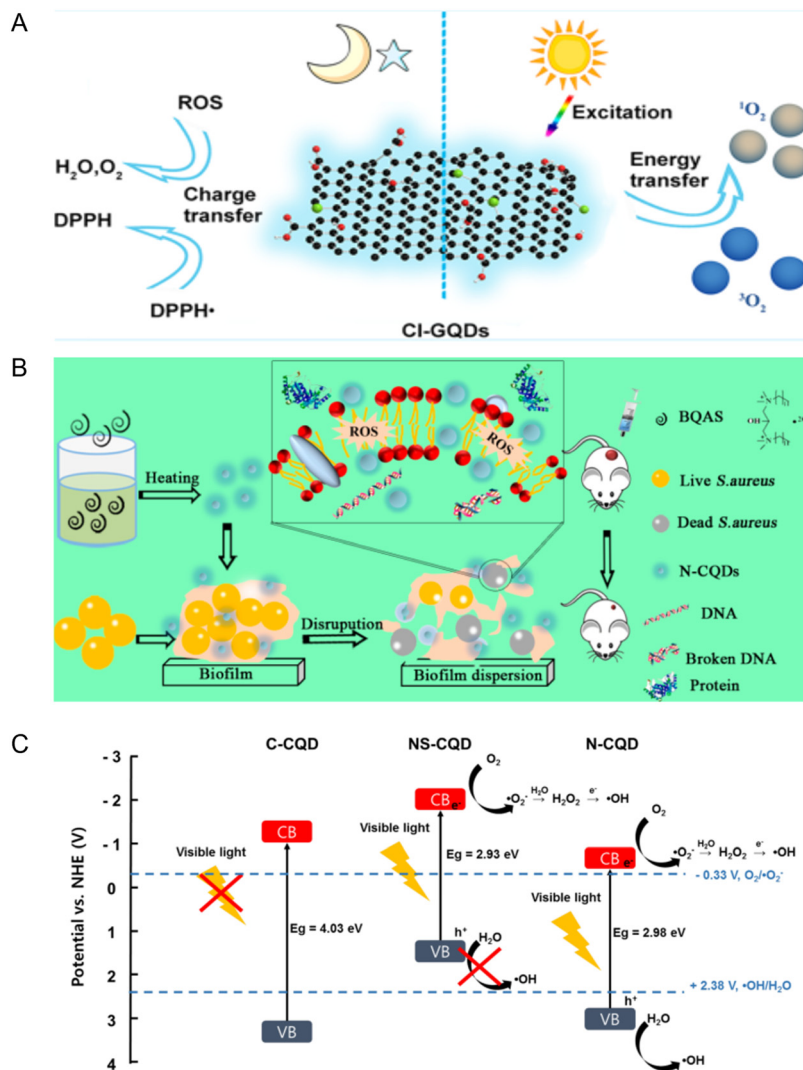 A
ROS
H₂O,O₂
DPPH
DPPH•
Charge
transfer
Excitation
Energy
transfer
¹O₂
³O₂
Cl-GQDs
B
Heating
ROS
ROS
Biofilm
Disrupution
Biofilm dispersion
BQAS
OH
Live S.aureus
Dead S.aureus
N-CQDs
DNA
Broken DNA
Protein
C
C-CQD
NS-CQD
N-CQD
Potential vs. NHE (V)
- 3
- 2
- 1
0
1
2
3
4
Visible light
CB
Eg = 4.03 eV
VB
Visible light
CB
e⁻
O₂
•O₂⁻ H₂O → H₂O₂ e⁻ → •OH
Eg = 2.93 eV
VB
h⁺
H₂O
•OH
Visible light
CB
e⁻
O₂
•O₂⁻ H₂O → H₂O₂ e⁻ → •OH
- 0.33 V, O₂/•O₂⁻
Eg = 2.98 eV
+ 2.38 V, •OH/H₂O
VB
h⁺
H₂O
•OH